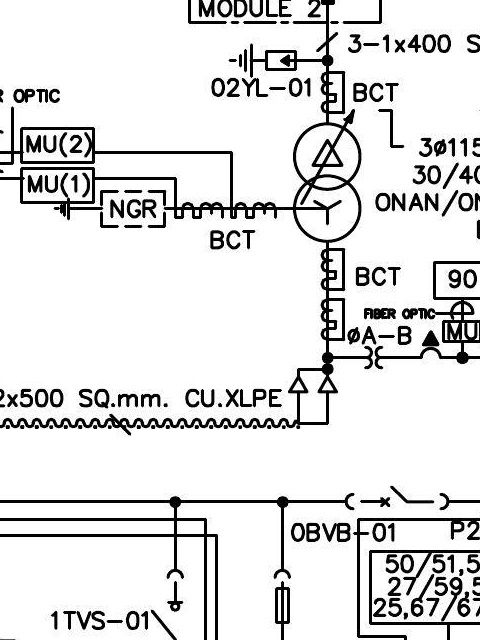 MODULE 2
3-1x400 S
02YL-01
BCT
R OPTIC
MU(2)
3ø115
MU(1)
30/40
NGR
ONAN/ON
BCT
BCT
90
FIBER OPTIC
MU
øA-B
2x500 SQ.mm. CU.XLPE
0BVB-01
P2
50/51,5
27/59,5
25,67/67
1TVS-01